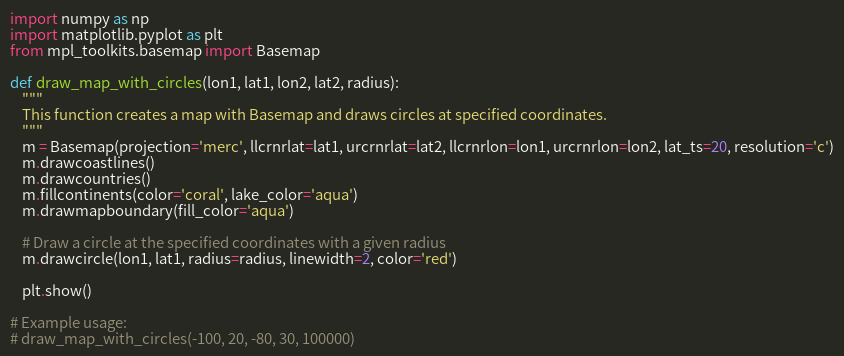 import numpy as np
import matplotlib.pyplot as plt
from mpl_toolkits.basemap import Basemap

def draw_map_with_circles(lon1, lat1, lon2, lat2, radius):
    """
    This function creates a map with Basemap and draws circles at specified coordinates.
    """
    m = Basemap(projection='merc', llcrnrlat=lat1, urcrnrlat=lat2, llcrnrlon=lon1, urcrnrlon=lon2, lat_ts=20, resolution='c')
    m.drawcoastlines()
    m.drawcountries()
    m.fillcontinents(color='coral', lake_color='aqua')
    m.drawmapboundary(fill_color='aqua')

    # Draw a circle at the specified coordinates with a given radius
    m.drawcircle(lon1, lat1, radius=radius, linewidth=2, color='red')

    plt.show()

# Example usage:
# draw_map_with_circles(-100, 20, -80, 30, 100000)